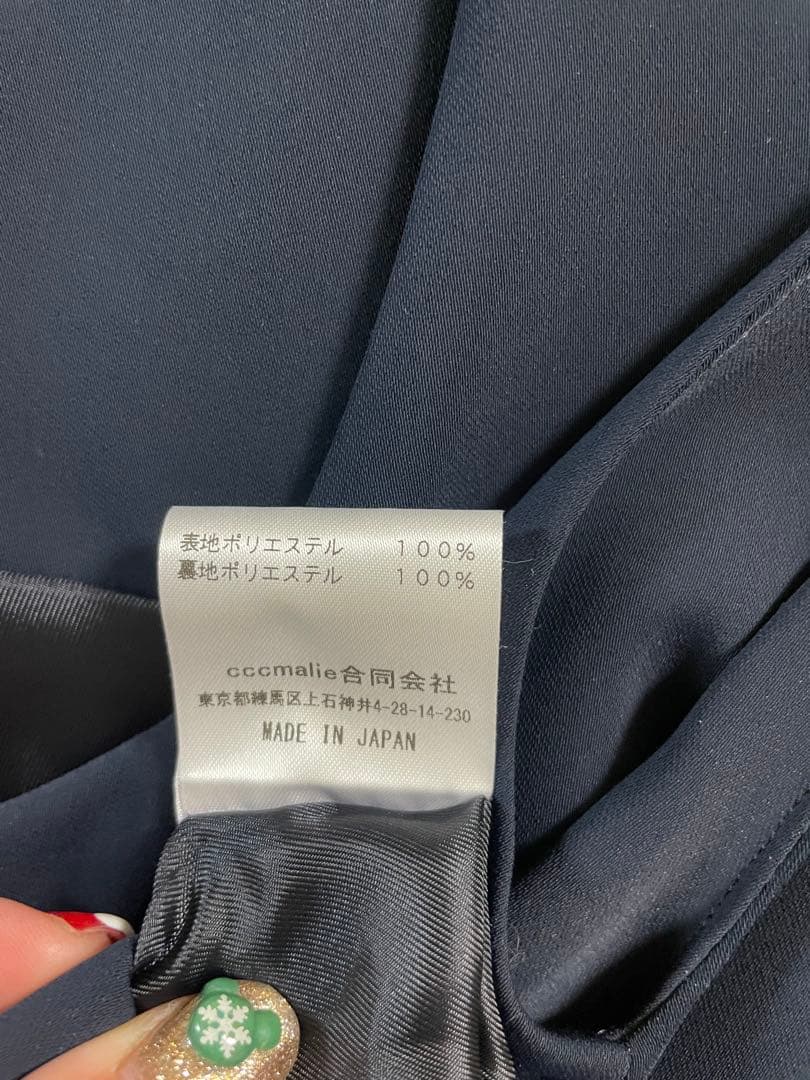 表地ポリエステル 100%
裏地ポリエステル 100%
cccmalie合同会社
東京都練馬区上石神井4-28-14-230
MADE IN JAPAN